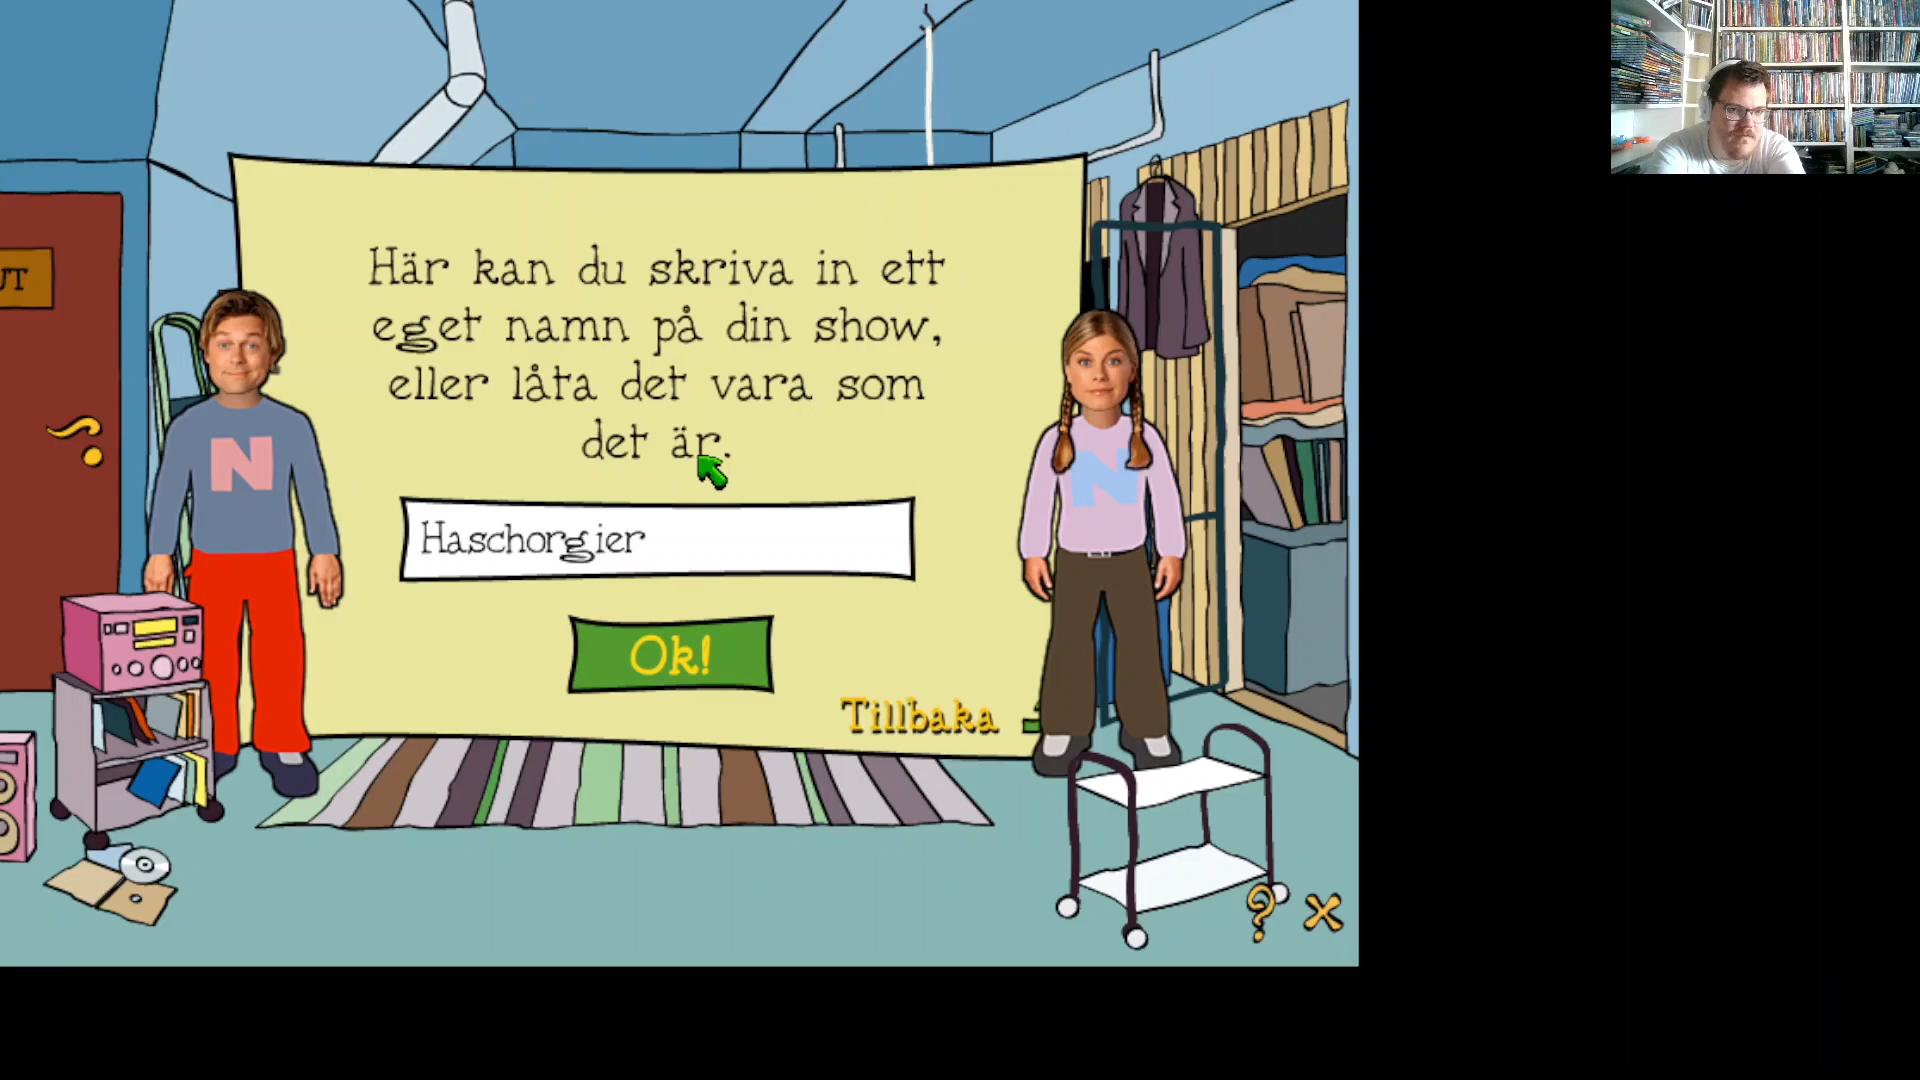 Här kan du skriva in ett
eget namn på din show,
eller låta det vara som
det är.
Haschorgier
Ok!
Tillbaka
UT
N
N
?
X